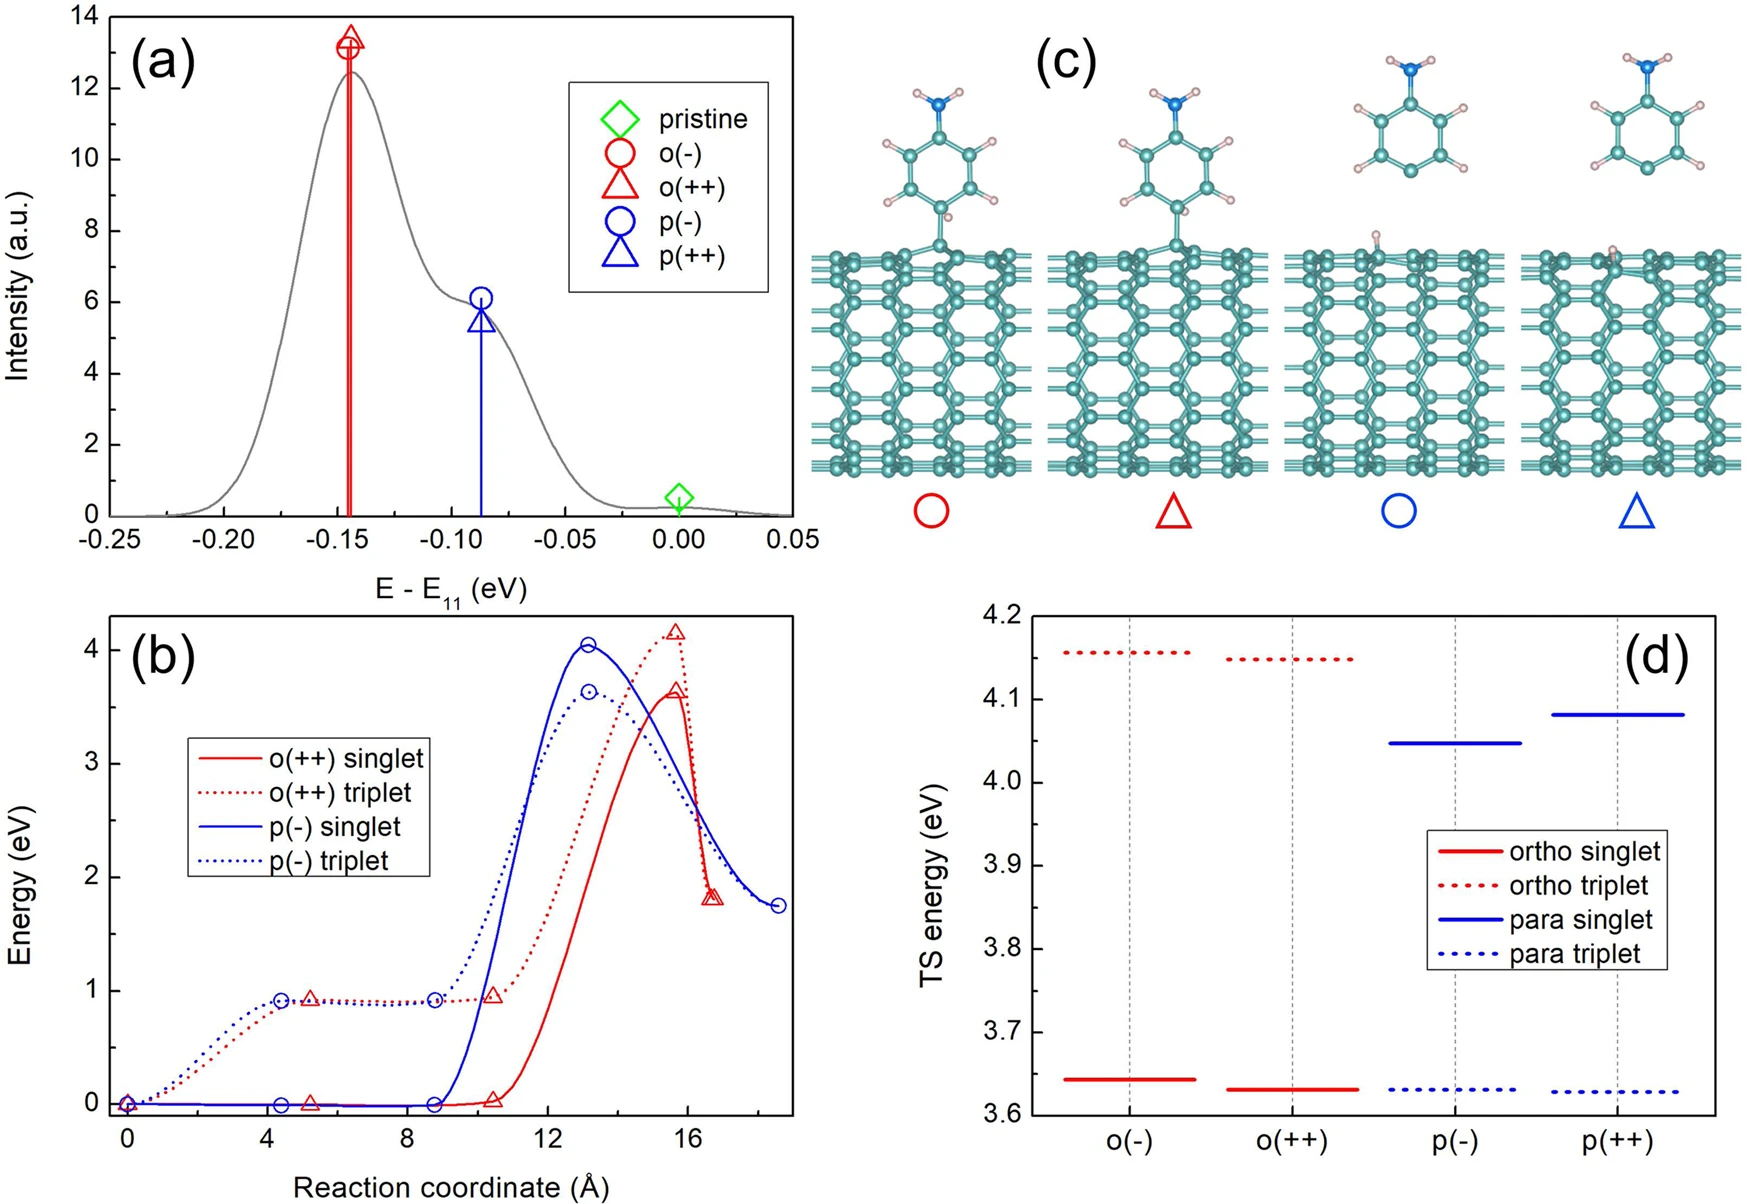 (a)
14
12
10
8
6
4
2
0
Intensity (a.u.)
-0.25 -0.20 -0.15 -0.10 -0.05 0.00 0.05
E - E11 (eV)
pristine
o(-)
o(++)
p(-)
p(++)
(c)
(b)
4
3
2
1
0
Energy (eV)
0 4 8 12 16
Reaction coordinate (Å)
o(++) singlet
o(++) triplet
p(-) singlet
p(-) triplet
(d)
4.2
4.1
4.0
3.9
3.8
3.7
3.6
TS energy (eV)
o(-) o(++) p(-) p(++)
ortho singlet
ortho triplet
para singlet
para triplet